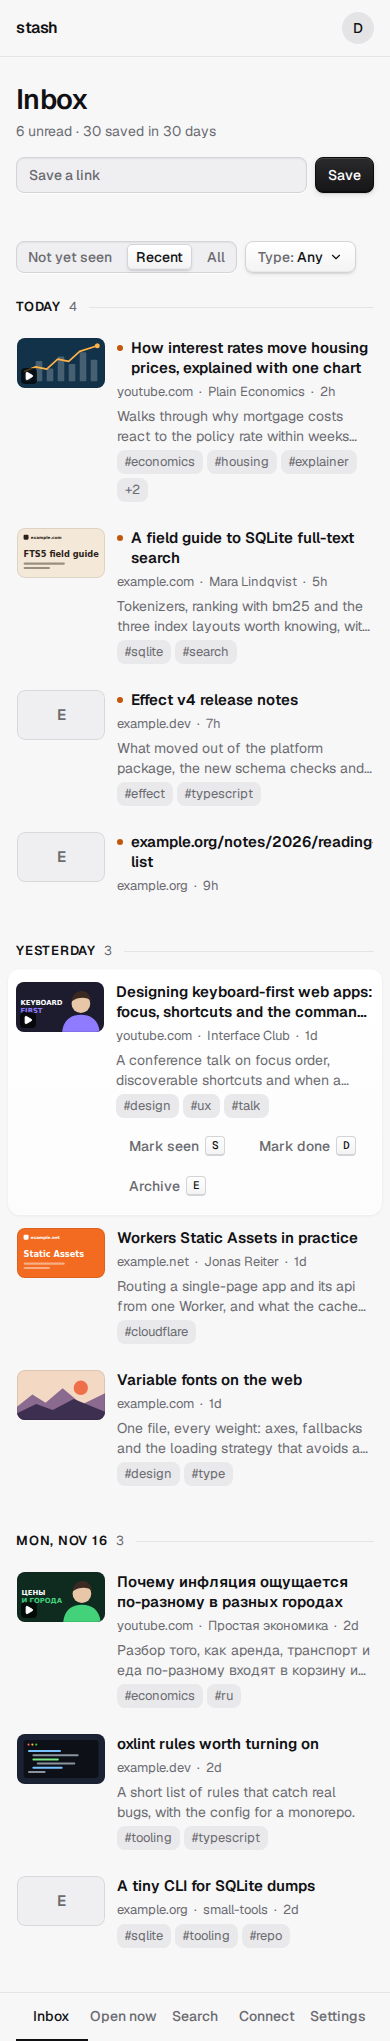 stash
D
Inbox
6 unread · 30 saved in 30 days
Save a link
Save
Not yet seen
Recent
All
Type: Any
TODAY 4
How interest rates move housing
prices, explained with one chart
youtube.com · Plain Economics · 2h
Walks through why mortgage costs
react to the policy rate within weeks…
#economics
#housing
#explainer
+2
example.com
FTS5 field guide
A field guide to SQLite full-text
search
example.com · Mara Lindqvist · 5h
Tokenizers, ranking with bm25 and the
three index layouts worth knowing, wit…
#sqlite
#search
E
Effect v4 release notes
example.dev · 7h
What moved out of the platform
package, the new schema checks and…
#effect
#typescript
E
example.org/notes/2026/reading-
list
example.org · 9h
YESTERDAY 3
KEYBOARD
FIRST
Designing keyboard-first web apps:
focus, shortcuts and the comman…
youtube.com · Interface Club · 1d
A conference talk on focus order,
discoverable shortcuts and when a…
#design
#ux
#talk
Mark seen S
Mark done D
Archive E
example.net
Static Assets
Workers Static Assets in practice
example.net · Jonas Reiter · 1d
Routing a single-page app and its api
from one Worker, and what the cache…
#cloudflare
Variable fonts on the web
example.com · 1d
One file, every weight: axes, fallbacks
and the loading strategy that avoids a…
#design
#type
MON, NOV 16 3
ЦЕНЫ
И ГОРОДА
Почему инфляция ощущается
по-разному в разных городах
youtube.com · Простая экономика · 2d
Разбор того, как аренда, транспорт и
еда по-разному входят в корзину и…
#economics
#ru
oxlint rules worth turning on
example.dev · 2d
A short list of rules that catch real
bugs, with the config for a monorepo.
#tooling
#typescript
E
A tiny CLI for SQLite dumps
example.org · small-tools · 2d
#sqlite
#tooling
#repo
Inbox
Open now
Search
Connect
Settings